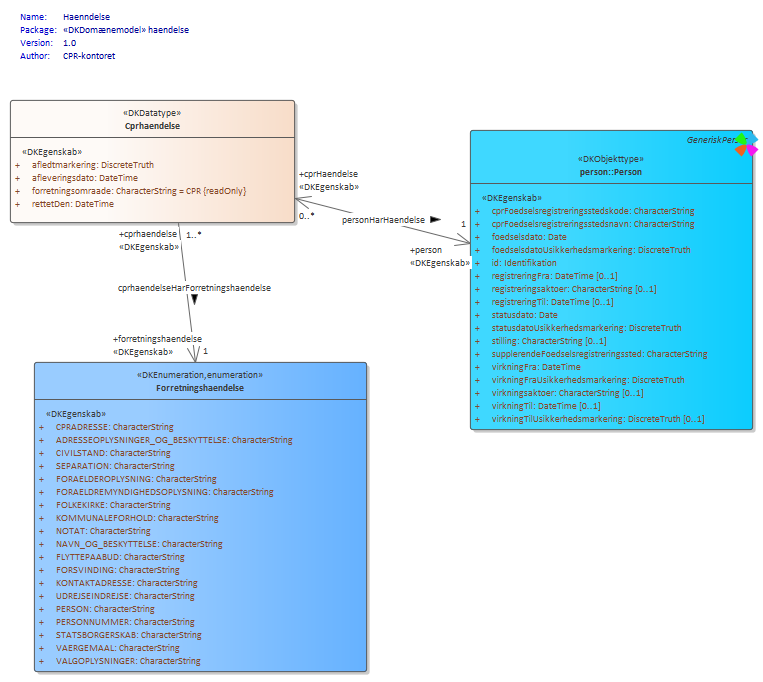 Name: Haenndelse
Package: «DKDomænemodel» haendelse
Version: 1.0
Author: CPR-kontoret
«DKDatatype»
Cprhaendelse
«DKEgenskab»
+ afledtmarkering: DiscreteTruth
+ afleveringsdato: DateTime
+ forretningsomraade: CharacterString = CPR {readOnly}
+ rettetDen: DateTime
+cprHaendelse
«DKEgenskab»
0..*
personHarHaendelse
1
+person
«DKEgenskab»
GeneriskPer
«DKObjekttype»
person::Person
«DKEgenskab»
+ cprFoedselsregistreringsstedskode: CharacterString
+ cprFoedselsregistreringsstedsnavn: CharacterString
+ foedselsdato: Date
+ foedselsdatoUsikkerhedsmarkering: DiscreteTruth
+ id: Identifikation
+ registreringFra: DateTime [0..1]
+ registreringsaktoer: CharacterString [0..1]
+ registreringTil: DateTime [0..1]
+ statusdato: Date
+ statusdatoUsikkerhedsmarkering: DiscreteTruth
+ stilling: CharacterString [0..1]
+ supplerendeFoedselsregistreringssted: CharacterString
+ virkningFra: DateTime
+ virkningFraUsikkerhedsmarkering: DiscreteTruth
+ virkningsaktoer: CharacterString [0..1]
+ virkningTil: DateTime [0..1]
+ virkningTilUsikkerhedsmarkering: DiscreteTruth [0..1]
+cprhaendelse 1..*
«DKEgenskab»
cprhaendelseHarForretningshaendelse
+forretningshaendelse
«DKEgenskab» 1
«DKEnumeration,enumeration»
Forretningshaendelse
«DKEgenskab»
+ CPRADRESSE: CharacterString
+ ADRESSEOPLYSNINGER_OG_BESKYTTELSE: CharacterString
+ CIVILSTAND: CharacterString
+ SEPARATION: CharacterString
+ FORAELDEROPLYSNING: CharacterString
+ FORAELDREMYNDIGHEDSOPLYSNING: CharacterString
+ FOLKEKIRKE: CharacterString
+ KOMMUNALEFORHOLD: CharacterString
+ NOTAT: CharacterString
+ NAVN_OG_BESKYTTELSE: CharacterString
+ FLYTTEPAABUD: CharacterString
+ FORSVINDING: CharacterString
+ KONTAKTADRESSE: CharacterString
+ UDREJSEINDREJSE: CharacterString
+ PERSON: CharacterString
+ PERSONNUMMER: CharacterString
+ STATSBORGERSKAB: CharacterString
+ VAERGEMAAL: CharacterString
+ VALGOPLYSNINGER: CharacterString